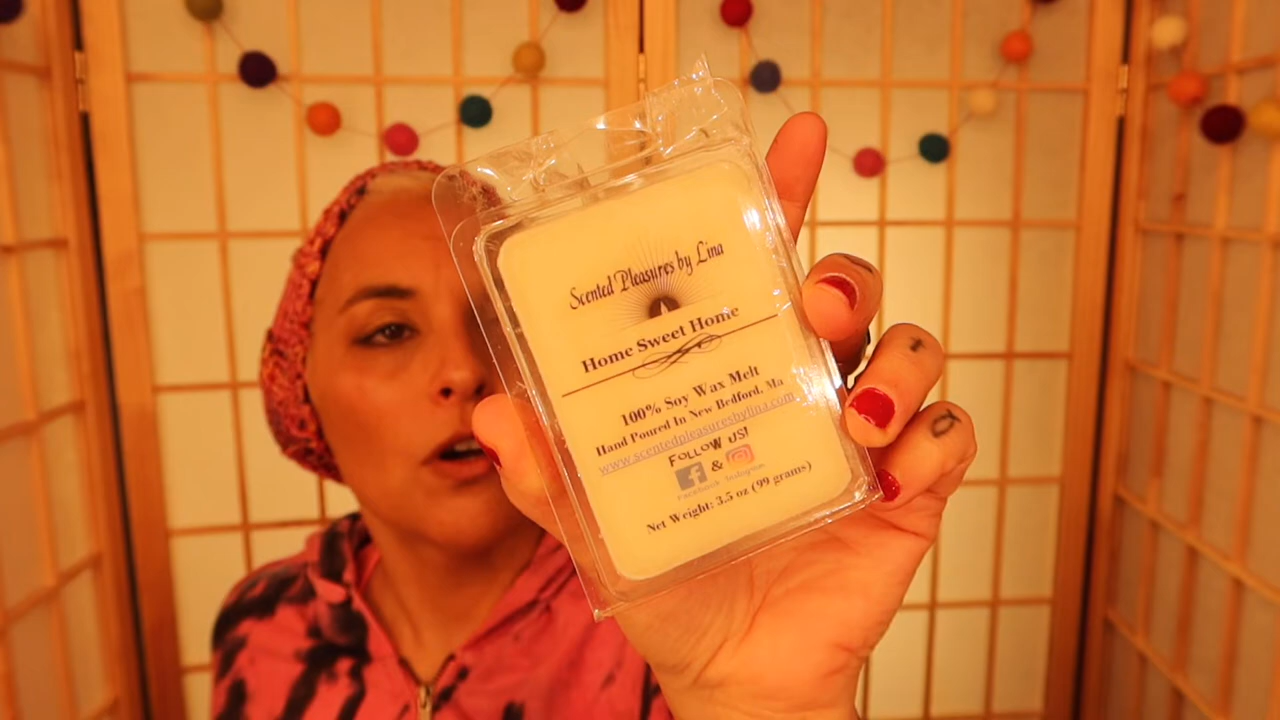 Scented Pleasures by Lina
Home Sweet Home
100% Soy Wax Melt
Hand Poured In New Bedford, Ma
www.scentedpleasuresbylina.com
FOLLOW US!
&
Facebook Instagram
Net Weight: 3.5 oz (99 grams)